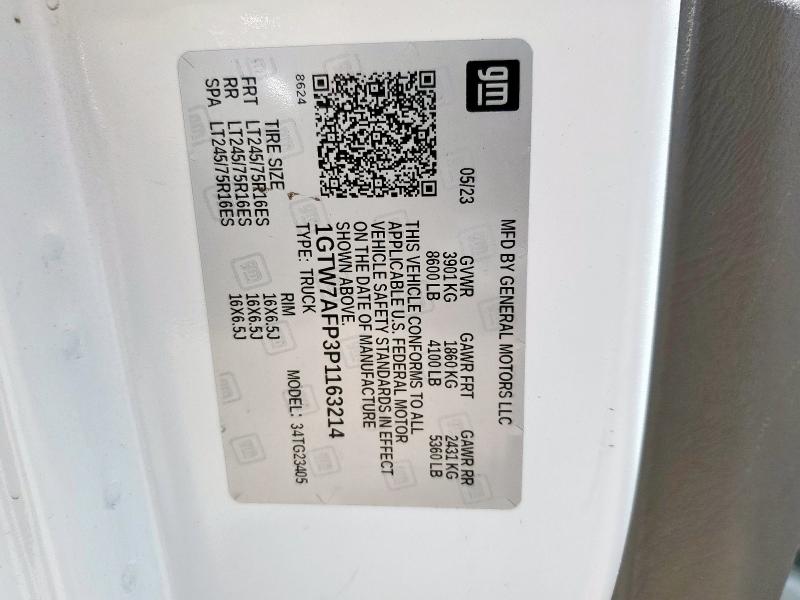 gm
MFD BY GENERAL MOTORS LLC
05/23
GVWR GAWR FRT GAWR RR
3901 KG 1860 KG 2431 KG
8600 LB 4100 LB 5360 LB
THIS VEHICLE CONFORMS TO ALL
APPLICABLE U.S. FEDERAL MOTOR
VEHICLE SAFETY STANDARDS IN EFFECT
ON THE DATE OF MANUFACTURE
SHOWN ABOVE.
1GTW7AFP3P1163214
8624
TYPE: TRUCK MODEL: 34TG23405
TIRE SIZE RIM
FRT LT245/75R16ES 16X6.5J
RR LT245/75R16ES 16X6.5J
SPA LT245/75R16ES 16X6.5J